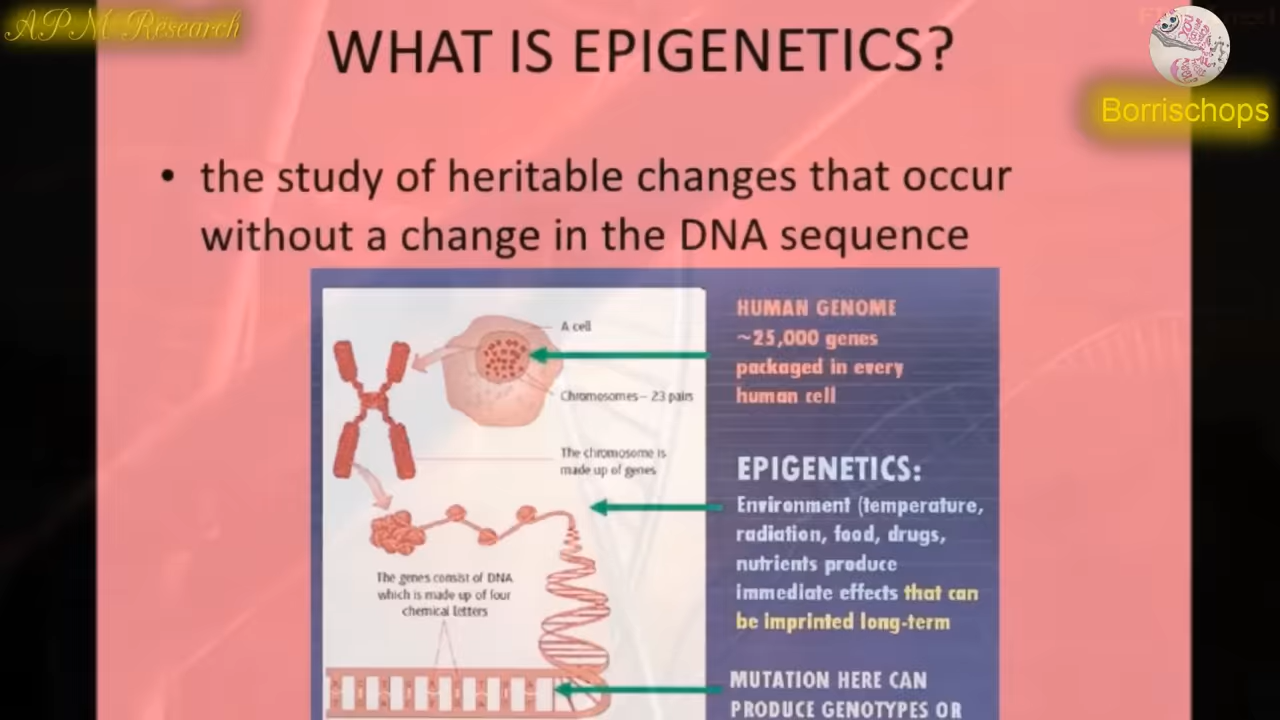 APM Research
WHAT IS EPIGENETICS?
Borrischops
• the study of heritable changes that occur
without a change in the DNA sequence
A cell
Chromosomes– 23 pairs
The chromosome is
made up of genes
The genes consist of DNA
which is made up of four
chemical letters
HUMAN GENOME
~25,000 genes
packaged in every
human cell
EPIGENETICS:
Environment (temperature,
radiation, food, drugs,
nutrients produce
immediate effects that can
be imprinted long-term
MUTATION HERE CAN
PRODUCE GENOTYPES OR